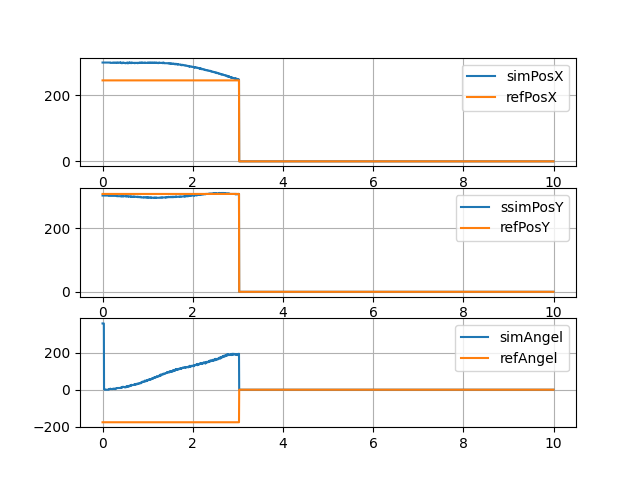 simPosX
refPosX
200
0
0 2 4 6 8 10
ssimPosY
refPosY
200
0
0 2 4 6 8 10
simAngel
refAngel
200
0
−200
0 2 4 6 8 10